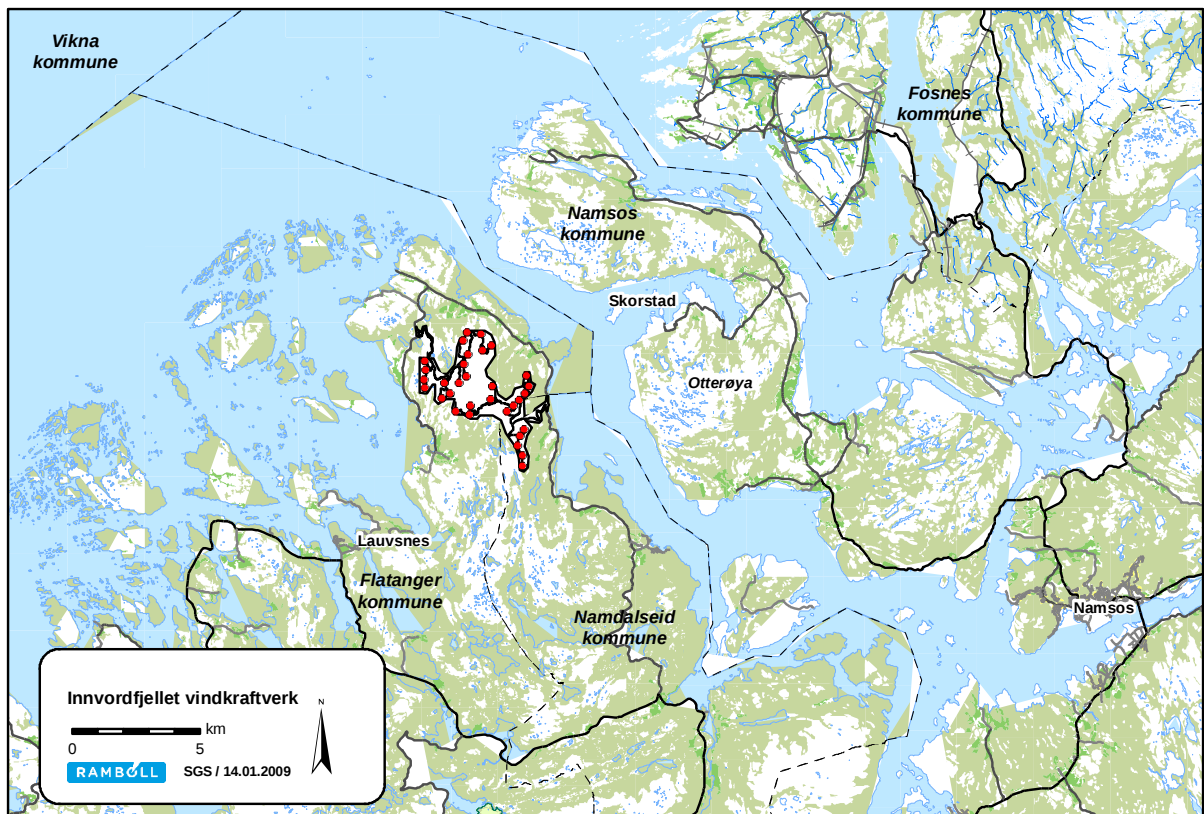 Vikna
kommune
Fosnes
kommune
Namsos
kommune
Skorstad
Otterøya
Lauvsnes
Flatanger
kommune
Namdalseid
kommune
Namsos
Innvordfjellet vindkraftverk
km
0 5
N
RAMBOLL SGS / 14.01.2009